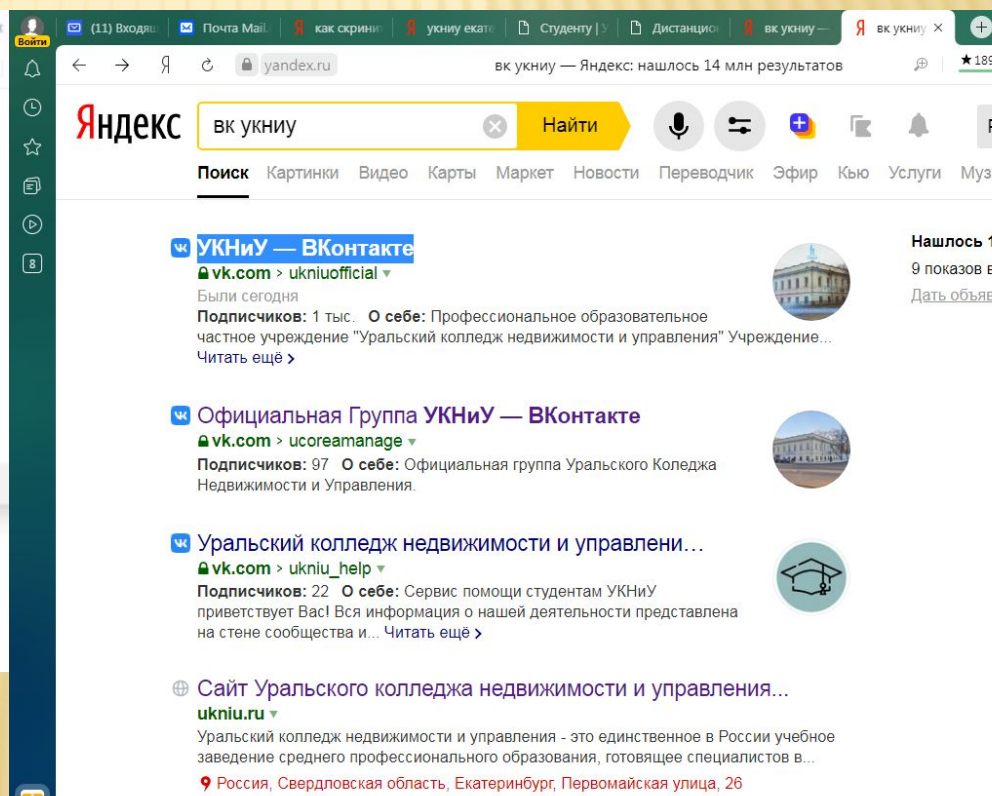 Войти
(11) Входящ
Почта Mail.
как скринит
укниу екате
Студенту | У
Дистанцион
вк укниу —
вк укниу
yandex.ru
вк укниу — Яндекс: нашлось 14 млн результатов
★189
Яндекс
вк укниу
Найти
Поиск Картинки Видео Карты Маркет Новости Переводчик Эфир Кью Услуги Муз
8
УКНиУ — ВКонтакте
vk.com › ukniuofficial
Были сегодня
Подписчиков: 1 тыс. О себе: Профессиональное образовательное
частное учреждение "Уральский колледж недвижимости и управления" Учреждение...
Читать ещё ›
Нашлось 1
9 показов в
Дать объяв
Официальная Группа УКНиУ — ВКонтакте
vk.com › ucoreamanage
Подписчиков: 97 О себе: Официальная группа Уральского Коледжа
Недвижимости и Управления.
Уральский колледж недвижимости и управлени...
vk.com › ukniu_help
Подписчиков: 22 О себе: Сервис помощи студентам УКНиУ
приветствует Вас! Вся информация о нашей деятельности представлена
на стене сообщества и... Читать ещё ›
Сайт Уральского колледжа недвижимости и управления...
ukniu.ru
Уральский колледж недвижимости и управления - это единственное в России учебное
заведение среднего профессионального образования, готовящее специалистов в...
Россия, Свердловская область, Екатеринбург, Первомайская улица, 26